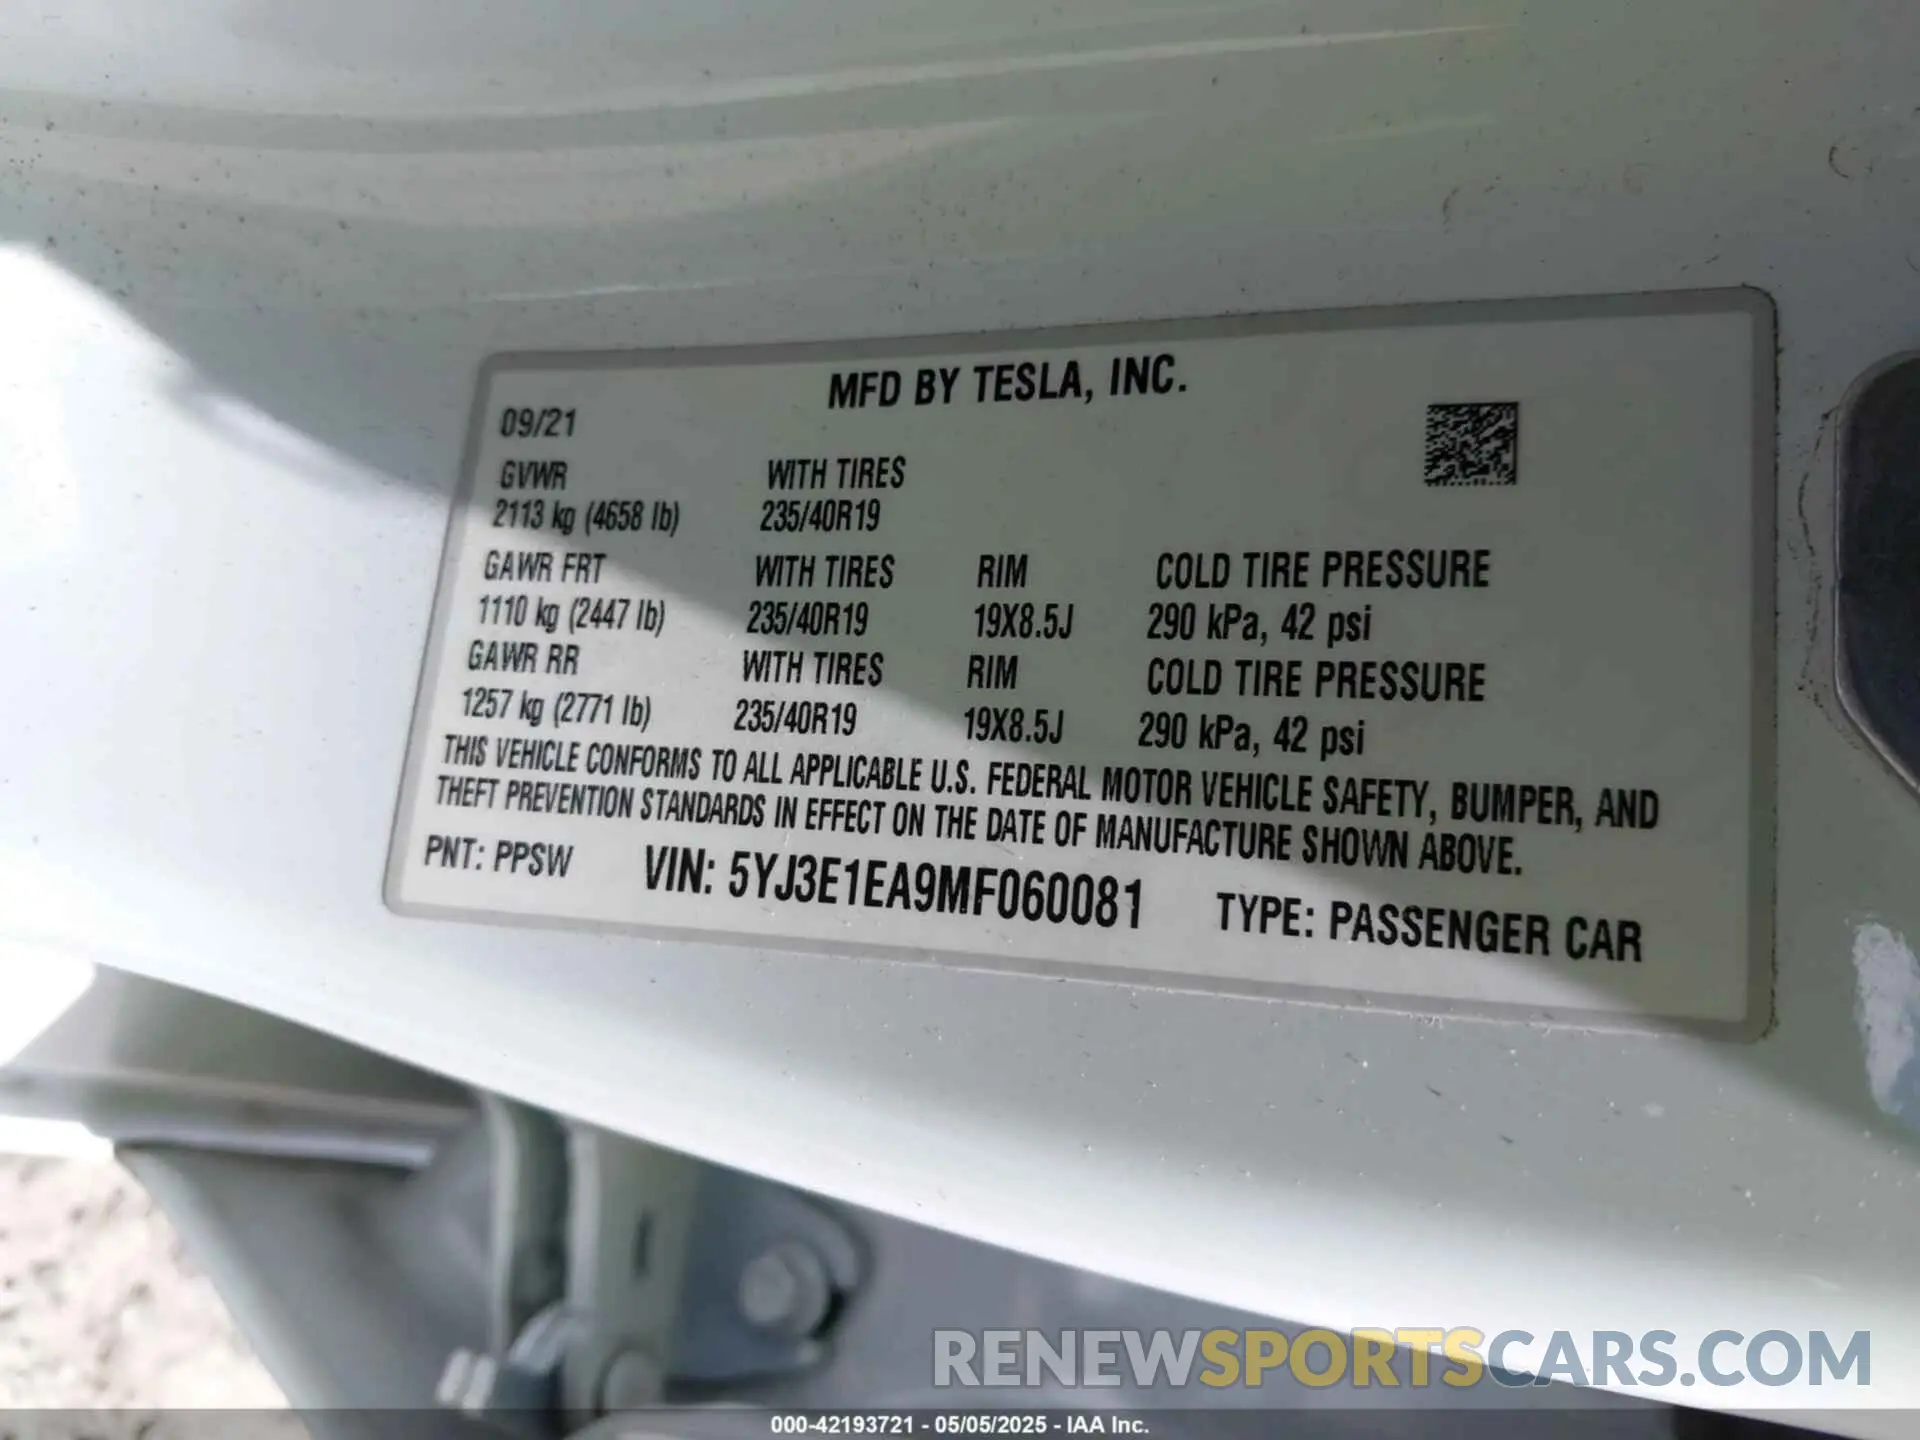 MFD BY TESLA, INC.
09/21
GVWR WITH TIRES
2113 kg (4658 lb) 235/40R19
GAWR FRT WITH TIRES RIM COLD TIRE PRESSURE
1110 kg (2447 lb) 235/40R19 19X8.5J 290 kPa, 42 psi
GAWR RR WITH TIRES RIM COLD TIRE PRESSURE
1257 kg (2771 lb) 235/40R19 19X8.5J 290 kPa, 42 psi
THIS VEHICLE CONFORMS TO ALL APPLICABLE U.S. FEDERAL MOTOR VEHICLE SAFETY, BUMPER, AND
THEFT PREVENTION STANDARDS IN EFFECT ON THE DATE OF MANUFACTURE SHOWN ABOVE.
PNT: PPSW VIN: 5YJ3E1EA9MF060081 TYPE: PASSENGER CAR
RENEWSPORTSCARS.COM
000-42193721 - 05/05/2025 - IAA Inc.